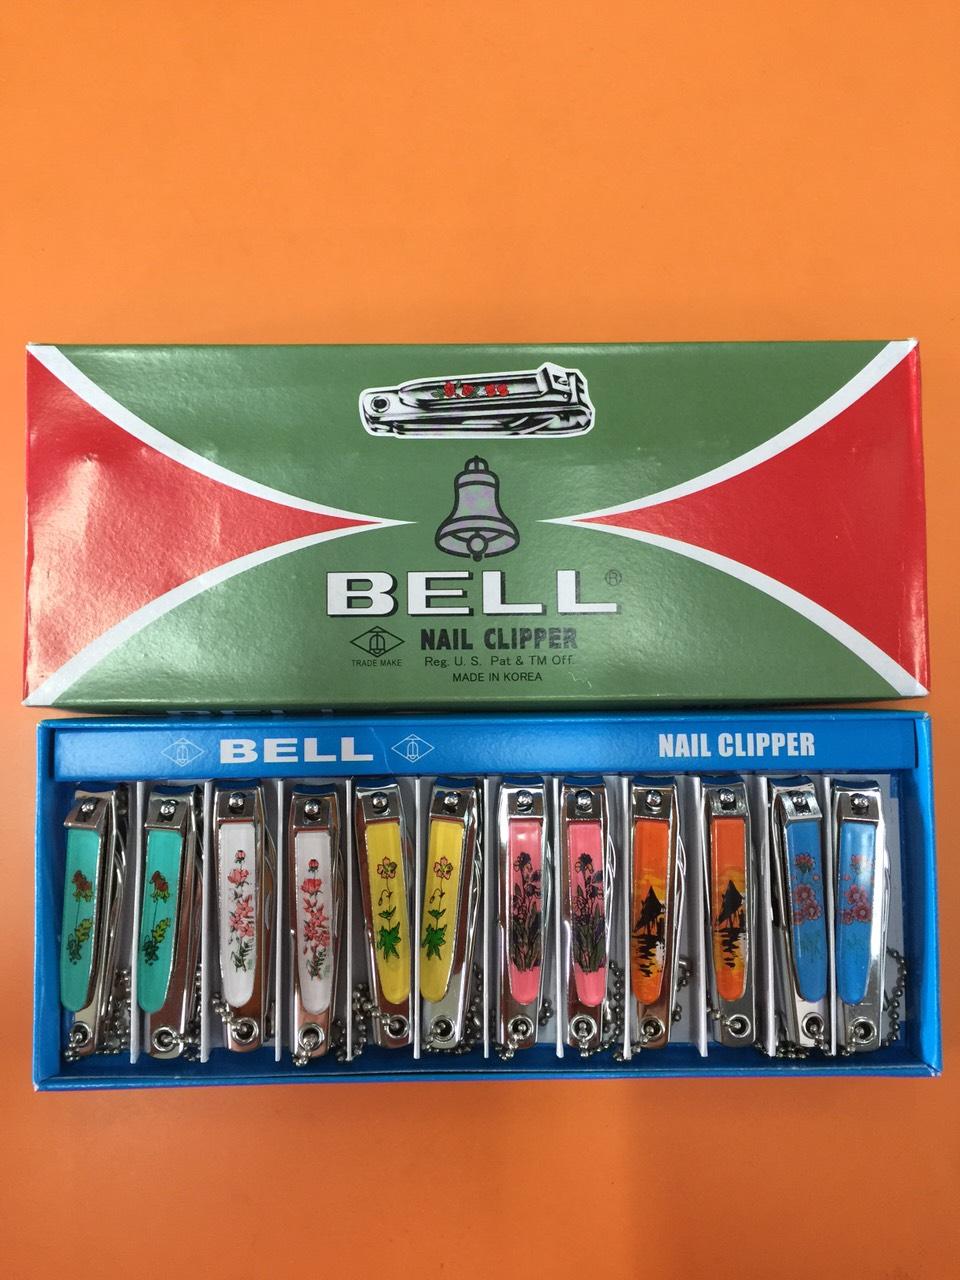 BELL®
NAIL CLIPPER
TRADE MAKE
Reg. U. S. Pat & TM Off.
MADE IN KOREA
BELL
NAIL CLIPPER